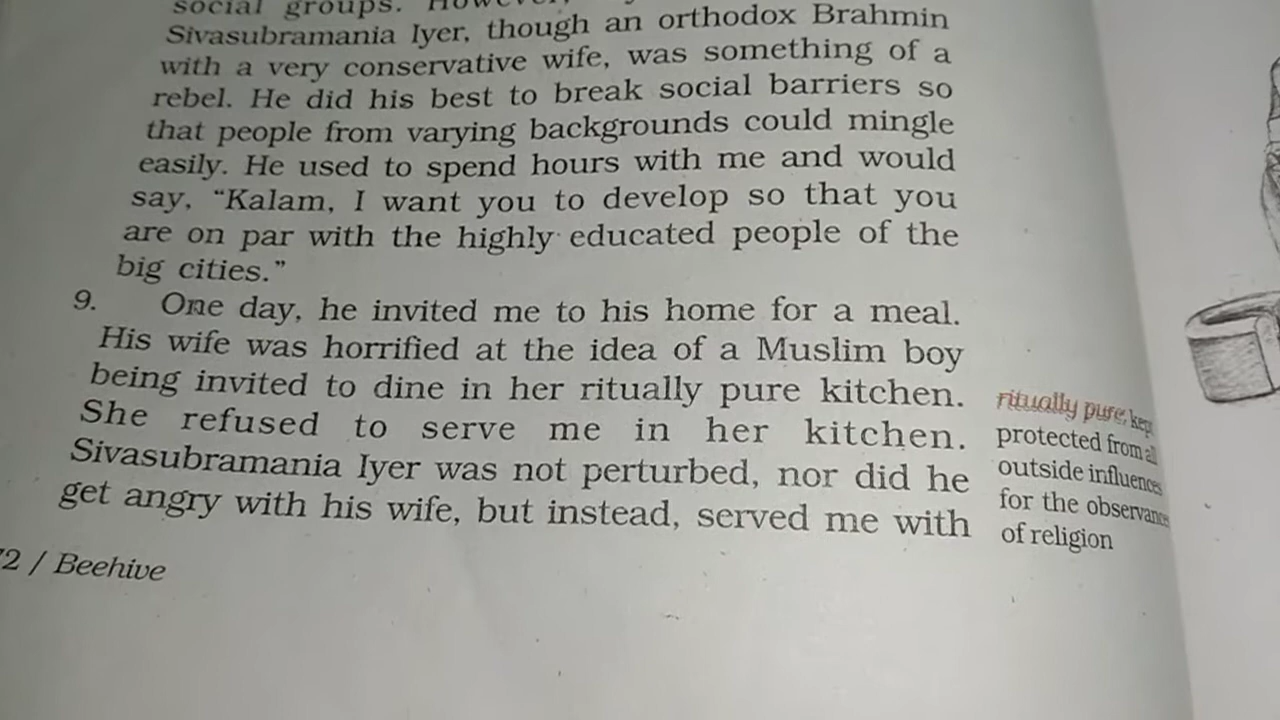 social groups.
Sivasubramania Iyer, though an orthodox Brahmin
with a very conservative wife, was something of a
rebel. He did his best to break social barriers so
that people from varying backgrounds could mingle
easily. He used to spend hours with me and would
say, “Kalam, I want you to develop so that you
are on par with the highly educated people of the
big cities.”
9. One day, he invited me to his home for a meal.
His wife was horrified at the idea of a Muslim boy
being invited to dine in her ritually pure kitchen.
She refused to serve me in her kitchen.
Sivasubramania Iyer was not perturbed, nor did he
get angry with his wife, but instead, served me with
ritually pure: kept
protected from all
outside influences
for the observances
of religion
2 / Beehive